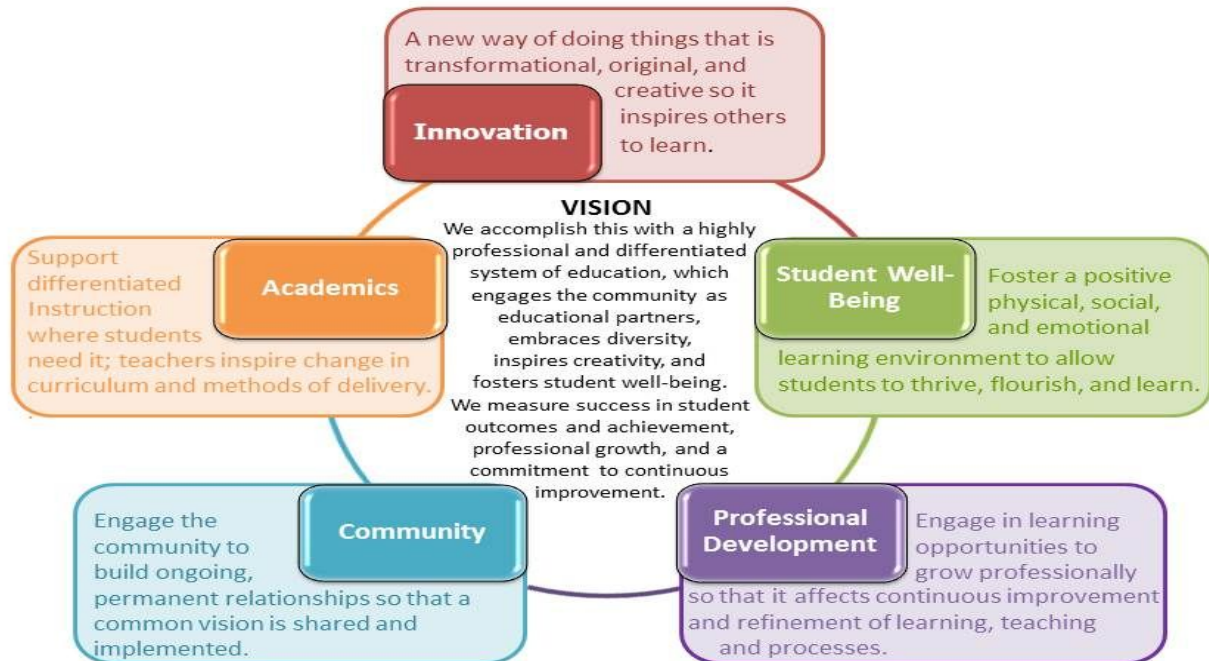 A new way of doing things that is
transformational, original, and
creative so it
inspires others
to learn.
Innovation
VISION
We accomplish this with a highly
professional and differentiated
system of education, which
engages the community as
educational partners,
embraces diversity,
inspires creativity, and
fosters student well-being.
We measure success in student
outcomes and achievement,
professional growth, and a
commitment to continuous
improvement.
Support
differentiated
Instruction
where students
need it; teachers inspire change in
curriculum and methods of delivery.
.
Academics
Student Well-
Being
Foster a positive
physical, social,
and emotional
learning environment to allow
students to thrive, flourish, and learn.
Engage the
community to
build ongoing,
permanent relationships so that a
common vision is shared and
implemented.
Community
Professional
Development
Engage in learning
opportunities to
grow professionally
so that it affects continuous improvement
and refinement of learning, teaching
and processes.